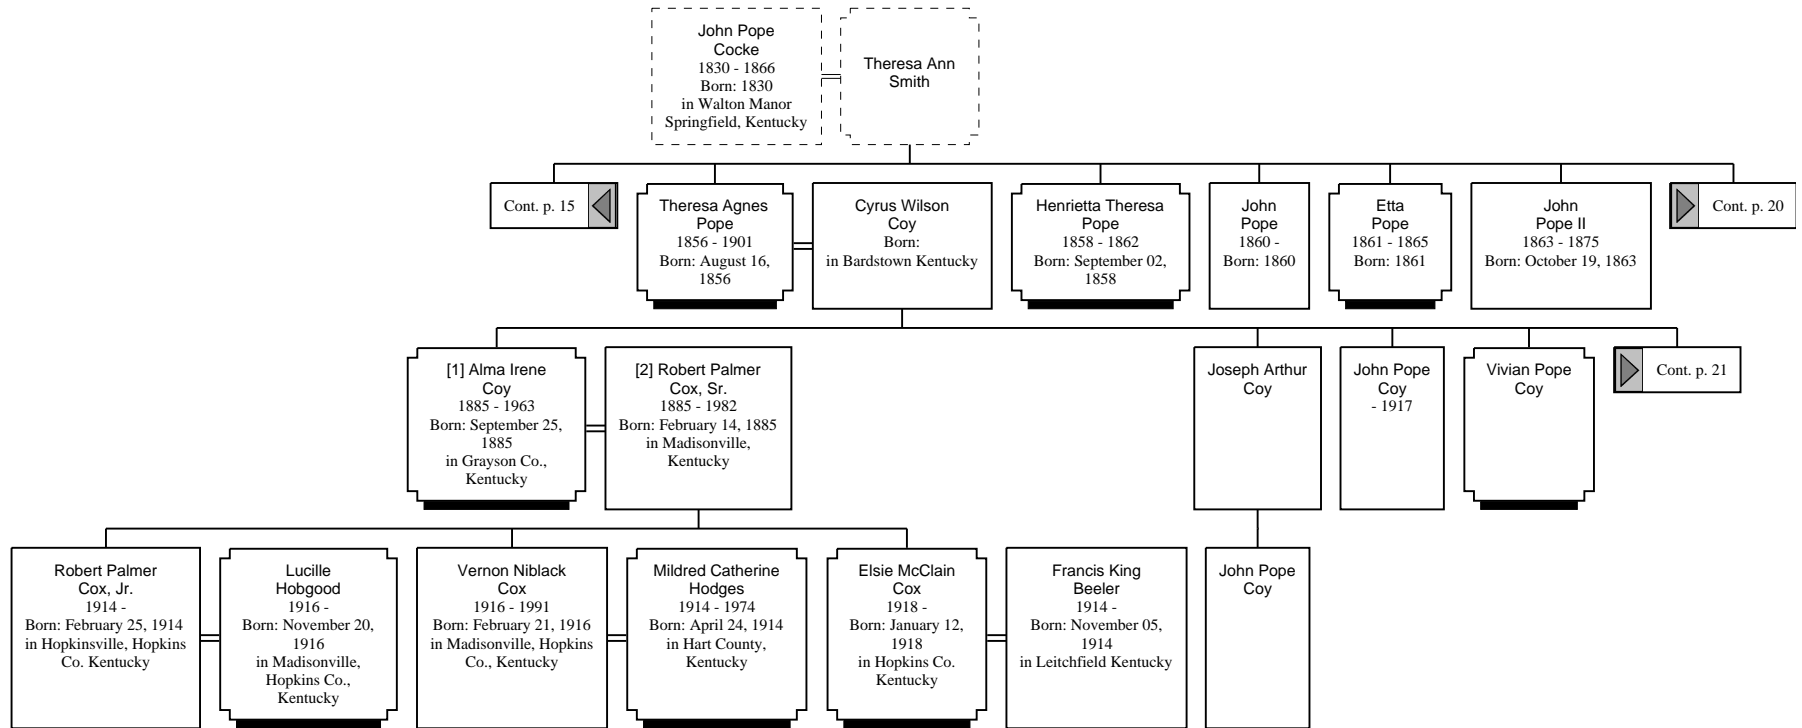 John Pope
Cocke
1830 - 1866
Born: 1830
in Walton Manor
Springfield, Kentucky
Theresa Ann
Smith
Cont. p. 15
Theresa Agnes
Pope
1856 - 1901
Born: August 16,
1856
Cyrus Wilson
Coy
Born:
in Bardstown Kentucky
Henrietta Theresa
Pope
1858 - 1862
Born: September 02,
1858
John
Pope
1860 -
Born: 1860
Etta
Pope
1861 - 1865
Born: 1861
John
Pope II
1863 - 1875
Born: October 19, 1863
Cont. p. 20
[1] Alma Irene
Coy
1885 - 1963
Born: September 25,
1885
in Grayson Co.,
Kentucky
[2] Robert Palmer
Cox, Sr.
1885 - 1982
Born: February 14, 1885
in Madisonville,
Kentucky
Joseph Arthur
Coy
John Pope
Coy
- 1917
Vivian Pope
Coy
Cont. p. 21
Robert Palmer
Cox, Jr.
1914 -
Born: February 25, 1914
in Hopkinsville, Hopkins
Co. Kentucky
Lucille
Hobgood
1916 -
Born: November 20,
1916
in Madisonville,
Hopkins Co.,
Kentucky
Vernon Niblack
Cox
1916 - 1991
Born: February 21, 1916
in Madisonville, Hopkins
Co., Kentucky
Mildred Catherine
Hodges
1914 - 1974
Born: April 24, 1914
in Hart County,
Kentucky
Elsie McClain
Cox
1918 -
Born: January 12,
1918
in Hopkins Co.
Kentucky
Francis King
Beeler
1914 -
Born: November 05,
1914
in Leitchfield Kentucky
John Pope
Coy